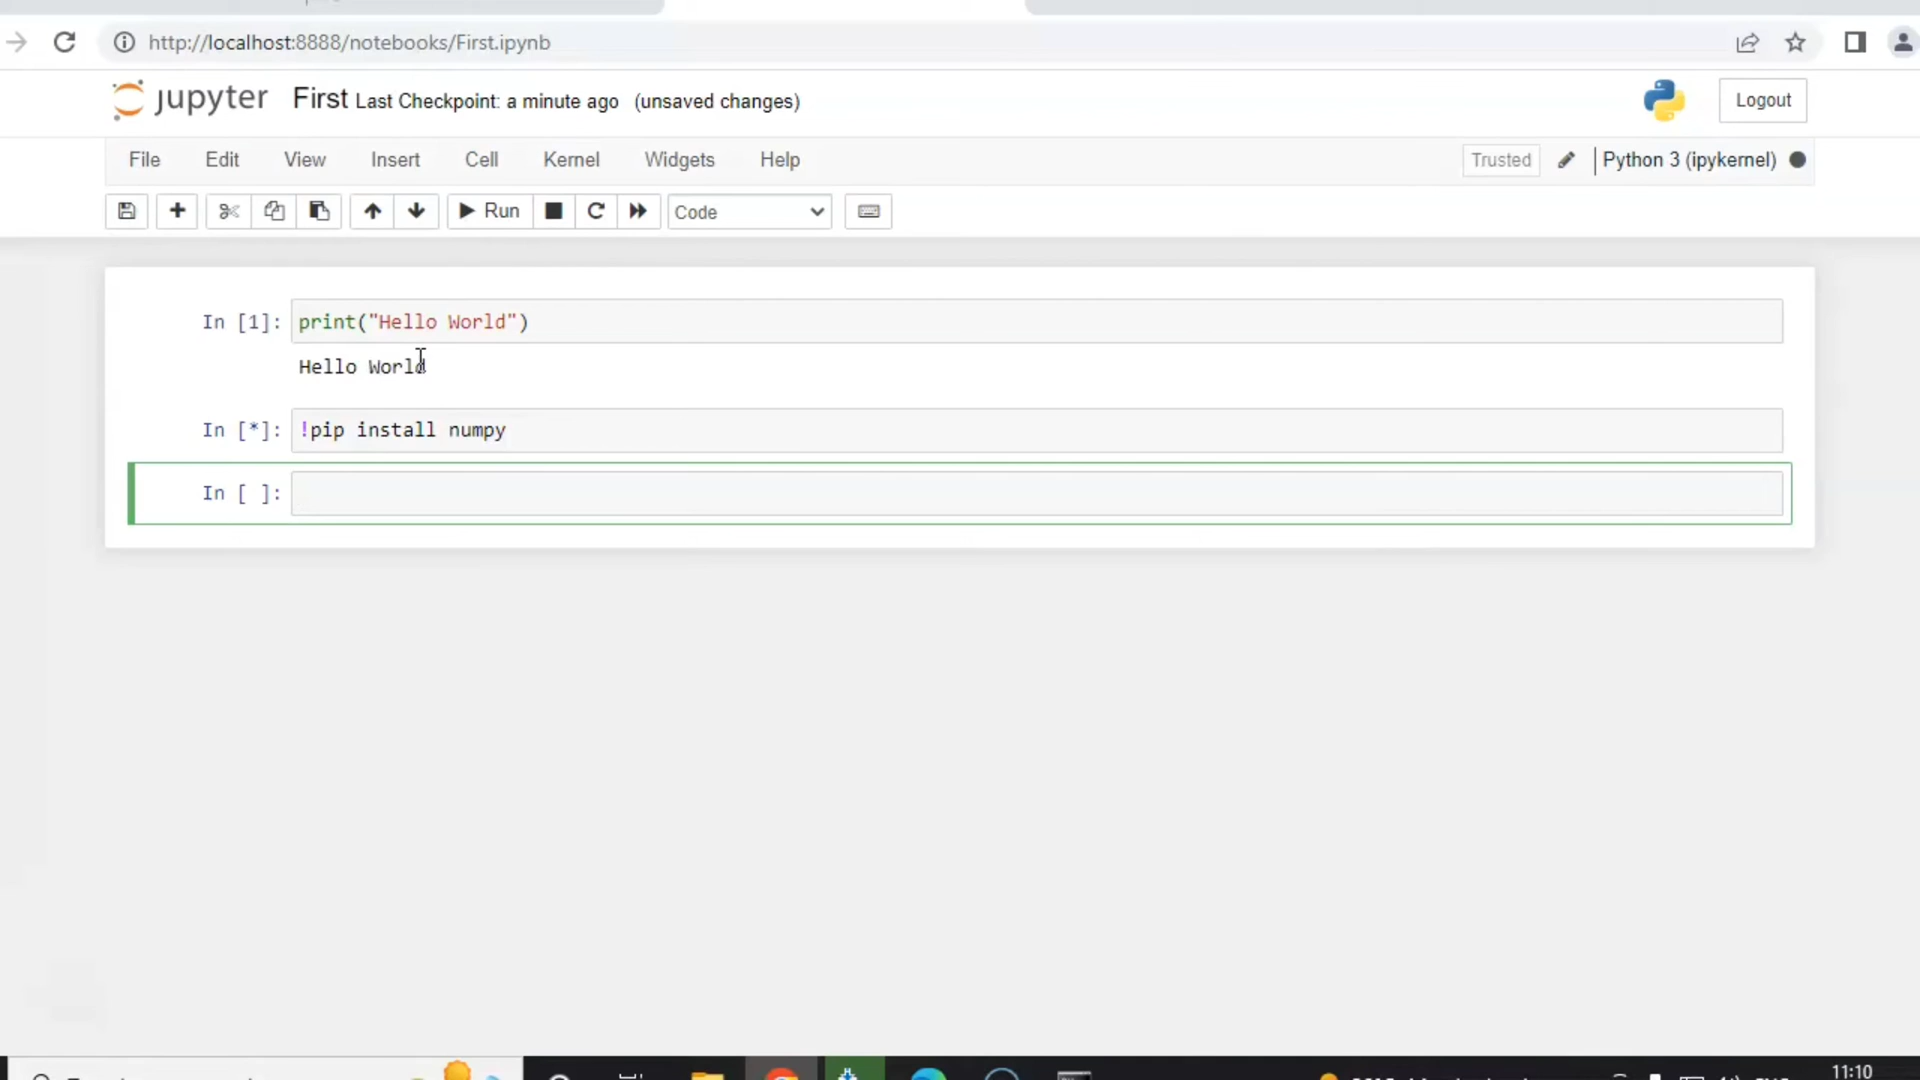 http://localhost:8888/notebooks/First.ipynb
jupyter First Last Checkpoint: a minute ago (unsaved changes)
Logout
File Edit View Insert Cell Kernel Widgets Help
Trusted Python 3 (ipykernel)
Run Code
In [1]: print("Hello World")
Hello World
In [*]: !pip install numpy
In [ ]:
11:10